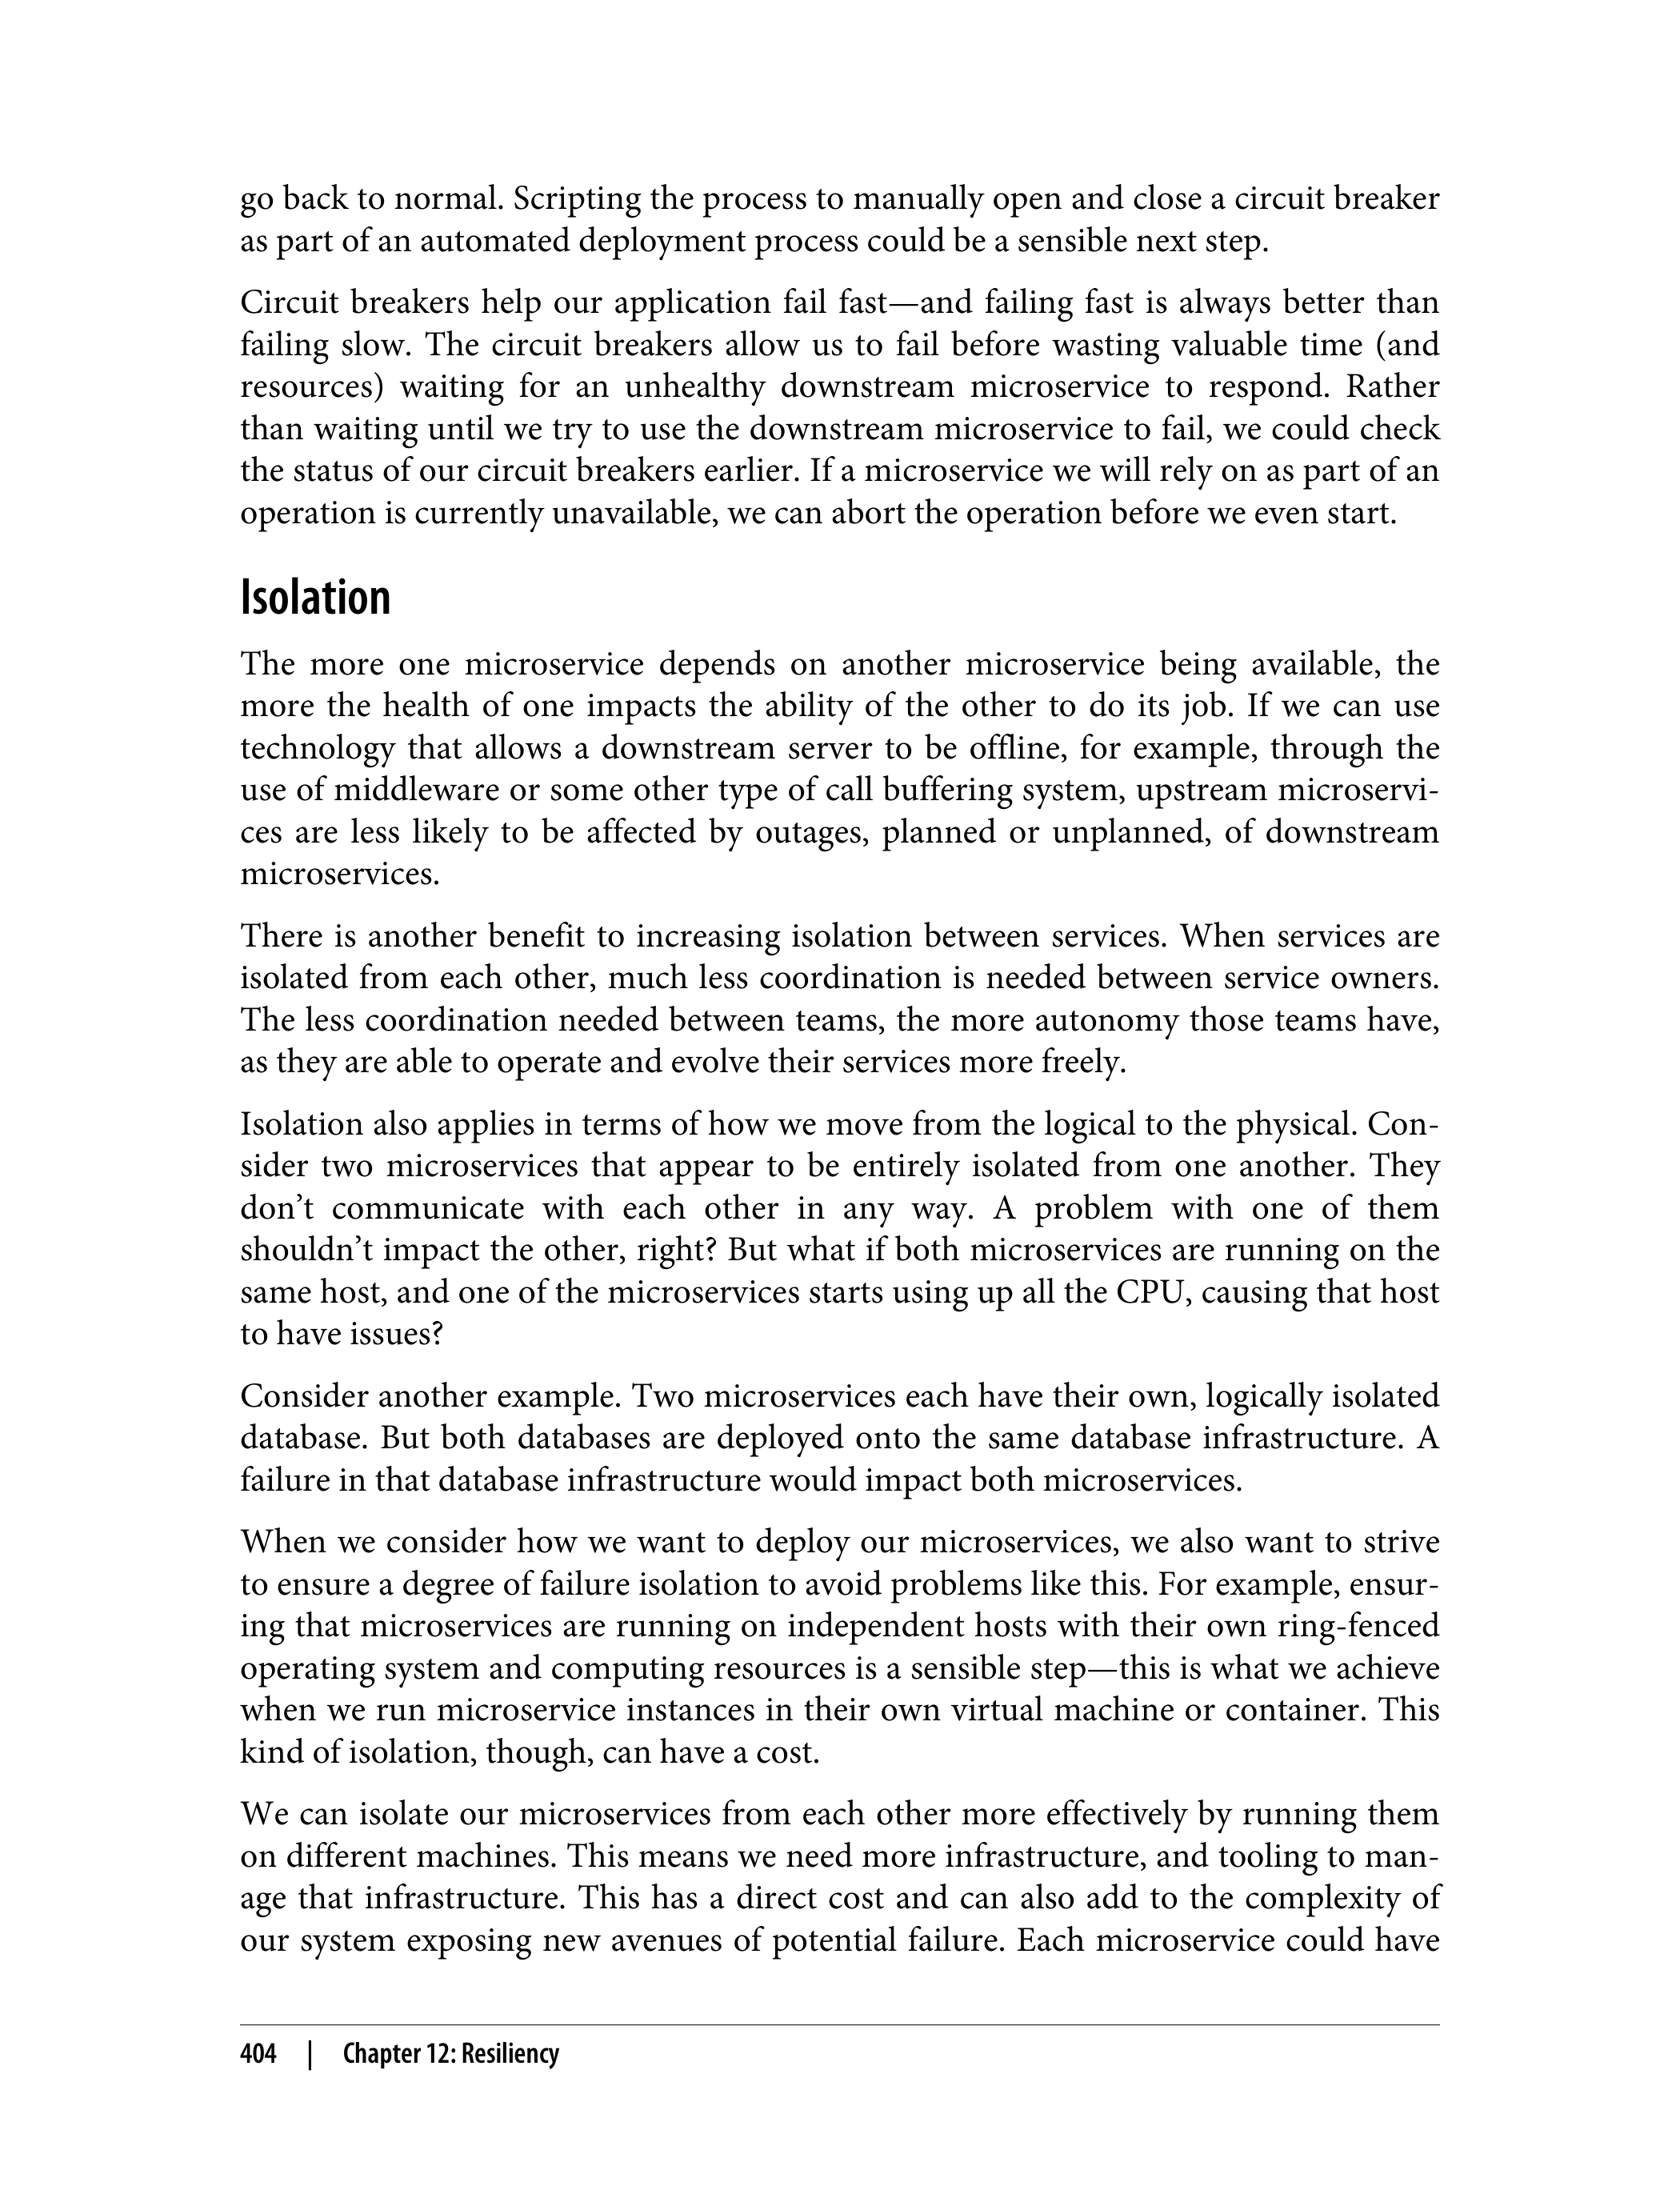 go back to normal. Scripting the process to manually open and close a circuit breaker
as part of an automated deployment process could be a sensible next step.
Circuit breakers help our application fail fast—and failing fast is always better than
failing slow. The circuit breakers allow us to fail before wasting valuable time (and
resources) waiting for an unhealthy downstream microservice to respond. Rather
than waiting until we try to use the downstream microservice to fail, we could check
the status of our circuit breakers earlier. If a microservice we will rely on as part of an
operation is currently unavailable, we can abort the operation before we even start.
Isolation
The more one microservice depends on another microservice being available, the
more the health of one impacts the ability of the other to do its job. If we can use
technology that allows a downstream server to be offline, for example, through the
use of middleware or some other type of call buffering system, upstream microservi-
ces are less likely to be affected by outages, planned or unplanned, of downstream
microservices.
There is another benefit to increasing isolation between services. When services are
isolated from each other, much less coordination is needed between service owners.
The less coordination needed between teams, the more autonomy those teams have,
as they are able to operate and evolve their services more freely.
Isolation also applies in terms of how we move from the logical to the physical. Con-
sider two microservices that appear to be entirely isolated from one another. They
don’t communicate with each other in any way. A problem with one of them
shouldn’t impact the other, right? But what if both microservices are running on the
same host, and one of the microservices starts using up all the CPU, causing that host
to have issues?
Consider another example. Two microservices each have their own, logically isolated
database. But both databases are deployed onto the same database infrastructure. A
failure in that database infrastructure would impact both microservices.
When we consider how we want to deploy our microservices, we also want to strive
to ensure a degree of failure isolation to avoid problems like this. For example, ensur-
ing that microservices are running on independent hosts with their own ring-fenced
operating system and computing resources is a sensible step—this is what we achieve
when we run microservice instances in their own virtual machine or container. This
kind of isolation, though, can have a cost.
We can isolate our microservices from each other more effectively by running them
on different machines. This means we need more infrastructure, and tooling to man-
age that infrastructure. This has a direct cost and can also add to the complexity of
our system exposing new avenues of potential failure. Each microservice could have
404 | Chapter 12: Resiliency